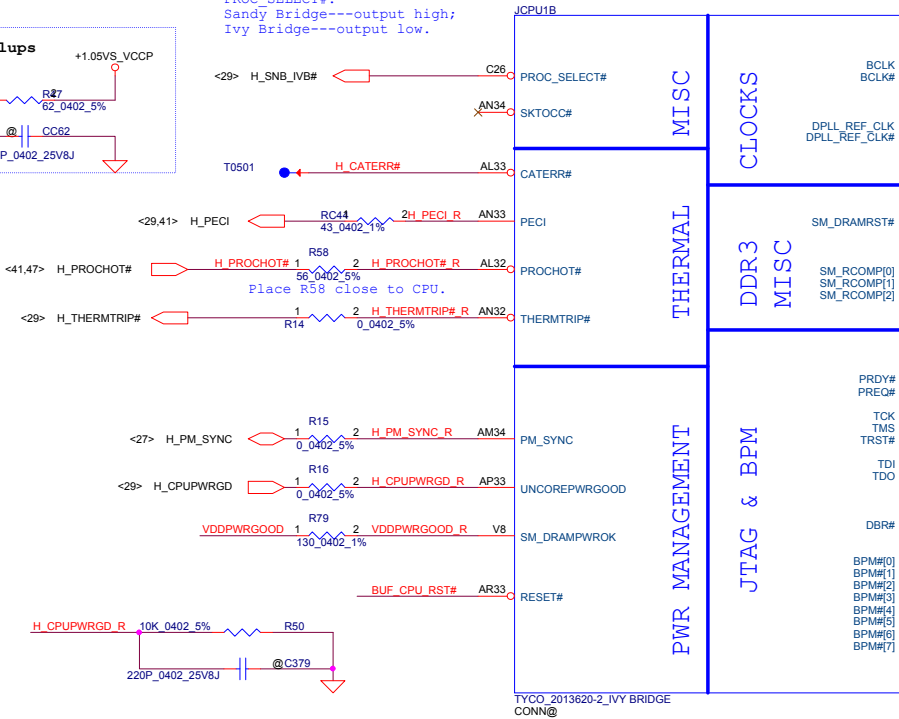 PROC_SELECT#:
Sandy Bridge---output high;
Ivy Bridge---output low.
JCPU1B
lups
+1.05VS_VCCP
R47
2
62_0402_5%
@
CC62
P_0402_25V8J
<29> H_SNB_IVB#
C26
PROC_SELECT#
AN34
SKTOCC#
MISC
T0501
H_CATERR#
AL33
CATERR#
<29,41> H_PECI
RC44
1
43_0402_1%
2
H_PECI_R
AN33
PECI
<41,47> H_PROCHOT#
H_PROCHOT#
1
R58
56_0402_5%
2
H_PROCHOT#_R
AL32
PROCHOT#
Place R58 close to CPU.
<29> H_THERMTRIP#
1
R14
2
0_0402_5%
H_THERMTRIP#_R
AN32
THERMTRIP#
THERMAL
<27> H_PM_SYNC
1
R15
0_0402_5%
2
H_PM_SYNC_R
AM34
PM_SYNC
<29> H_CPUPWRGD
1
R16
0_0402_5%
2
H_CPUPWRGD_R
AP33
UNCOREPWRGOOD
VDDPWRGOOD
1
R79
130_0402_1%
2
VDDPWRGOOD_R
V8
SM_DRAMPWROK
BUF_CPU_RST#
AR33
RESET#
PWR MANAGEMENT
H_CPUPWRGD_R
10K_0402_5%
R50
220P_0402_25V8J
@C379
CLOCKS
BCLK
BCLK#
DPLL_REF_CLK
DPLL_REF_CLK#
DDR3
MISC
SM_DRAMRST#
SM_RCOMP[0]
SM_RCOMP[1]
SM_RCOMP[2]
JTAG & BPM
PRDY#
PREQ#
TCK
TMS
TRST#
TDI
TDO
DBR#
BPM#[0]
BPM#[1]
BPM#[2]
BPM#[3]
BPM#[4]
BPM#[5]
BPM#[6]
BPM#[7]
TYCO_2013620-2_IVY BRIDGE
CONN@